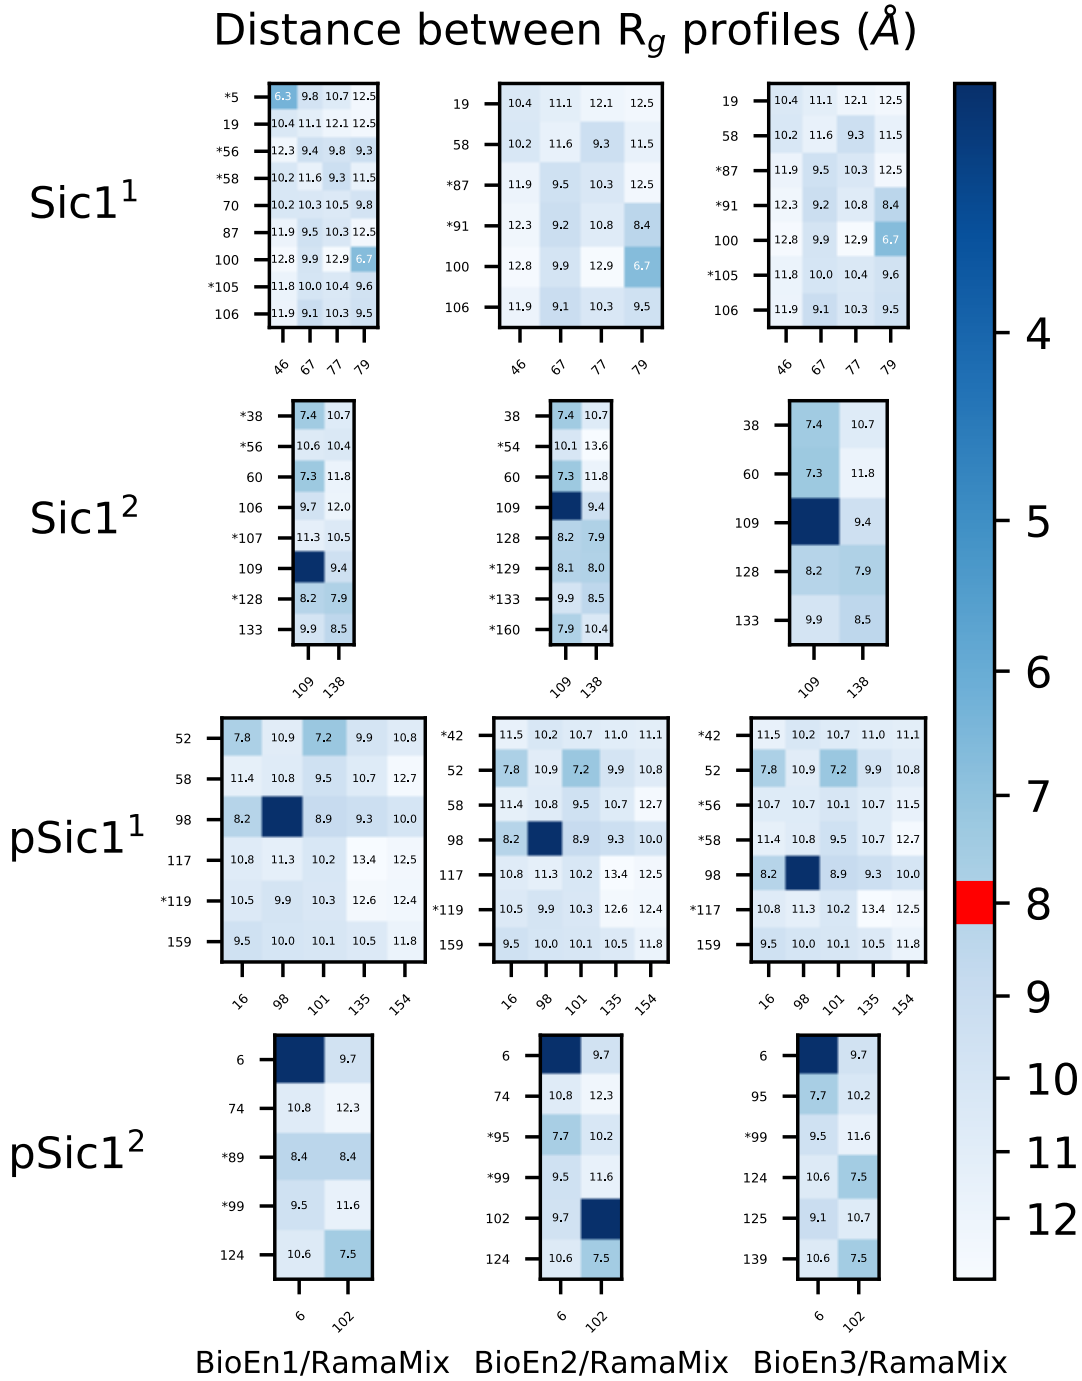 Distance between Rg profiles (Å)
Sic1¹
*5 6.3 9.8 10.7 12.5
19 10.4 11.1 12.1 12.5
*56 12.3 9.4 9.8 9.3
*58 10.2 11.6 9.3 11.5
70 10.2 10.3 10.5 9.8
87 11.9 9.5 10.3 12.5
100 12.8 9.9 12.9 6.7
*105 11.8 10.0 10.4 9.6
106 11.9 9.1 10.3 9.5
46 67 77 79
19 10.4 11.1 12.1 12.5
58 10.2 11.6 9.3 11.5
*87 11.9 9.5 10.3 12.5
*91 12.3 9.2 10.8 8.4
100 12.8 9.9 12.9 6.7
106 11.9 9.1 10.3 9.5
46 67 77 79
19 10.4 11.1 12.1 12.5
58 10.2 11.6 9.3 11.5
*87 11.9 9.5 10.3 12.5
*91 12.3 9.2 10.8 8.4
100 12.8 9.9 12.9 6.7
*105 11.8 10.0 10.4 9.6
106 11.9 9.1 10.3 9.5
46 67 77 79
Sic1²
*38 7.4 10.7
*56 10.6 10.4
60 7.3 11.8
106 9.7 12.0
*107 11.3 10.5
109 9.4
*128 8.2 7.9
133 9.9 8.5
109 138
38 7.4 10.7
*54 10.1 13.6
60 7.3 11.8
109 9.4
128 8.2 7.9
*129 8.1 8.0
*133 9.9 8.5
*160 7.9 10.4
109 138
38 7.4 10.7
60 7.3 11.8
109 9.4
128 8.2 7.9
133 9.9 8.5
109 138
pSic1¹
52 7.8 10.9 7.2 9.9 10.8
58 11.4 10.8 9.5 10.7 12.7
98 8.2 8.9 9.3 10.0
117 10.8 11.3 10.2 13.4 12.5
*119 10.5 9.9 10.3 12.6 12.4
159 9.5 10.0 10.1 10.5 11.8
16 98 101 135 154
*42 11.5 10.2 10.7 11.0 11.1
52 7.8 10.9 7.2 9.9 10.8
58 11.4 10.8 9.5 10.7 12.7
98 8.2 8.9 9.3 10.0
117 10.8 11.3 10.2 13.4 12.5
*119 10.5 9.9 10.3 12.6 12.4
159 9.5 10.0 10.1 10.5 11.8
16 98 101 135 154
*42 11.5 10.2 10.7 11.0 11.1
52 7.8 10.9 7.2 9.9 10.8
*56 10.7 10.7 10.1 10.7 11.5
*58 11.4 10.8 9.5 10.7 12.7
98 8.2 8.9 9.3 10.0
*117 10.8 11.3 10.2 13.4 12.5
159 9.5 10.0 10.1 10.5 11.8
16 98 101 135 154
pSic1²
6 9.7
74 10.8 12.3
*89 8.4 8.4
*99 9.5 11.6
124 10.6 7.5
6 102
6 9.7
74 10.8 12.3
*95 7.7 10.2
*99 9.5 11.6
102 9.7
124 10.6 7.5
6 102
6 9.7
95 7.7 10.2
*99 9.5 11.6
124 10.6 7.5
125 9.1 10.7
139 10.6 7.5
6 102
BioEn1/RamaMix BioEn2/RamaMix BioEn3/RamaMix
4
5
6
7
8
9
10
11
12